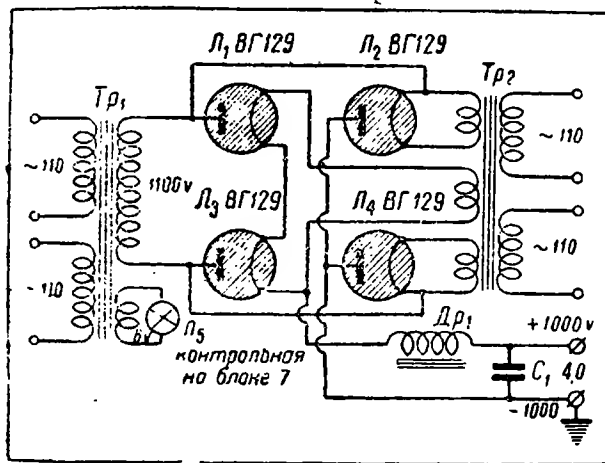 Л₁ ВГ129
Л₂ ВГ129
Тр₁
Тр₂
~110
1100 v
~110
Л₃ ВГ129
Л₄ ВГ129
~110
~110
Л₅
контрольная
на блоке 7
Др₁
+1000 v
С₁ 4,0
-1000